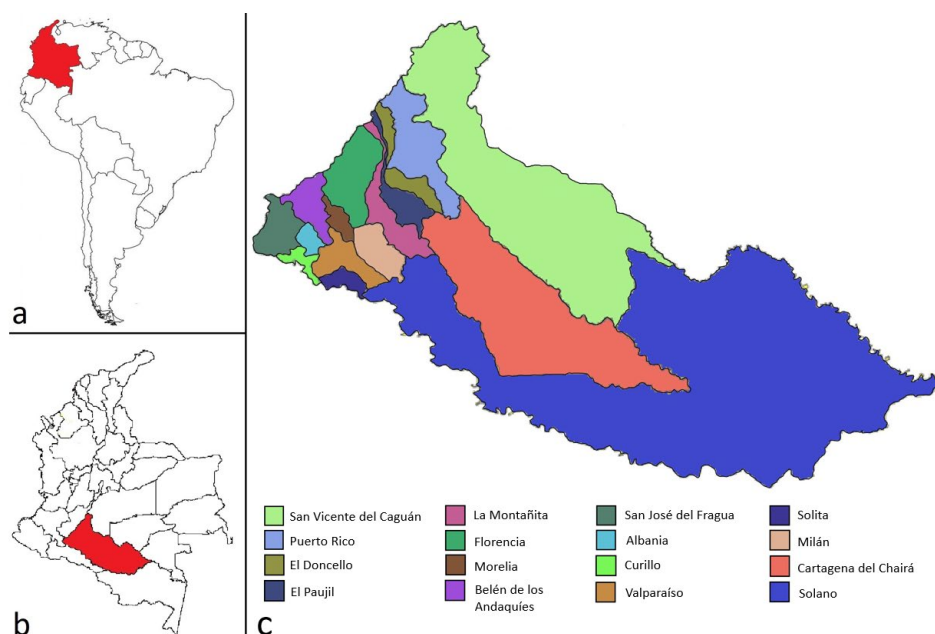 a
b
c
San Vicente del Caguán
Puerto Rico
El Doncello
El Paujil
La Montañita
Florencia
Morelia
Belén de los
Andaquíes
San José del Fragua
Albania
Curillo
Valparaíso
Solita
Milán
Cartagena del Chairá
Solano